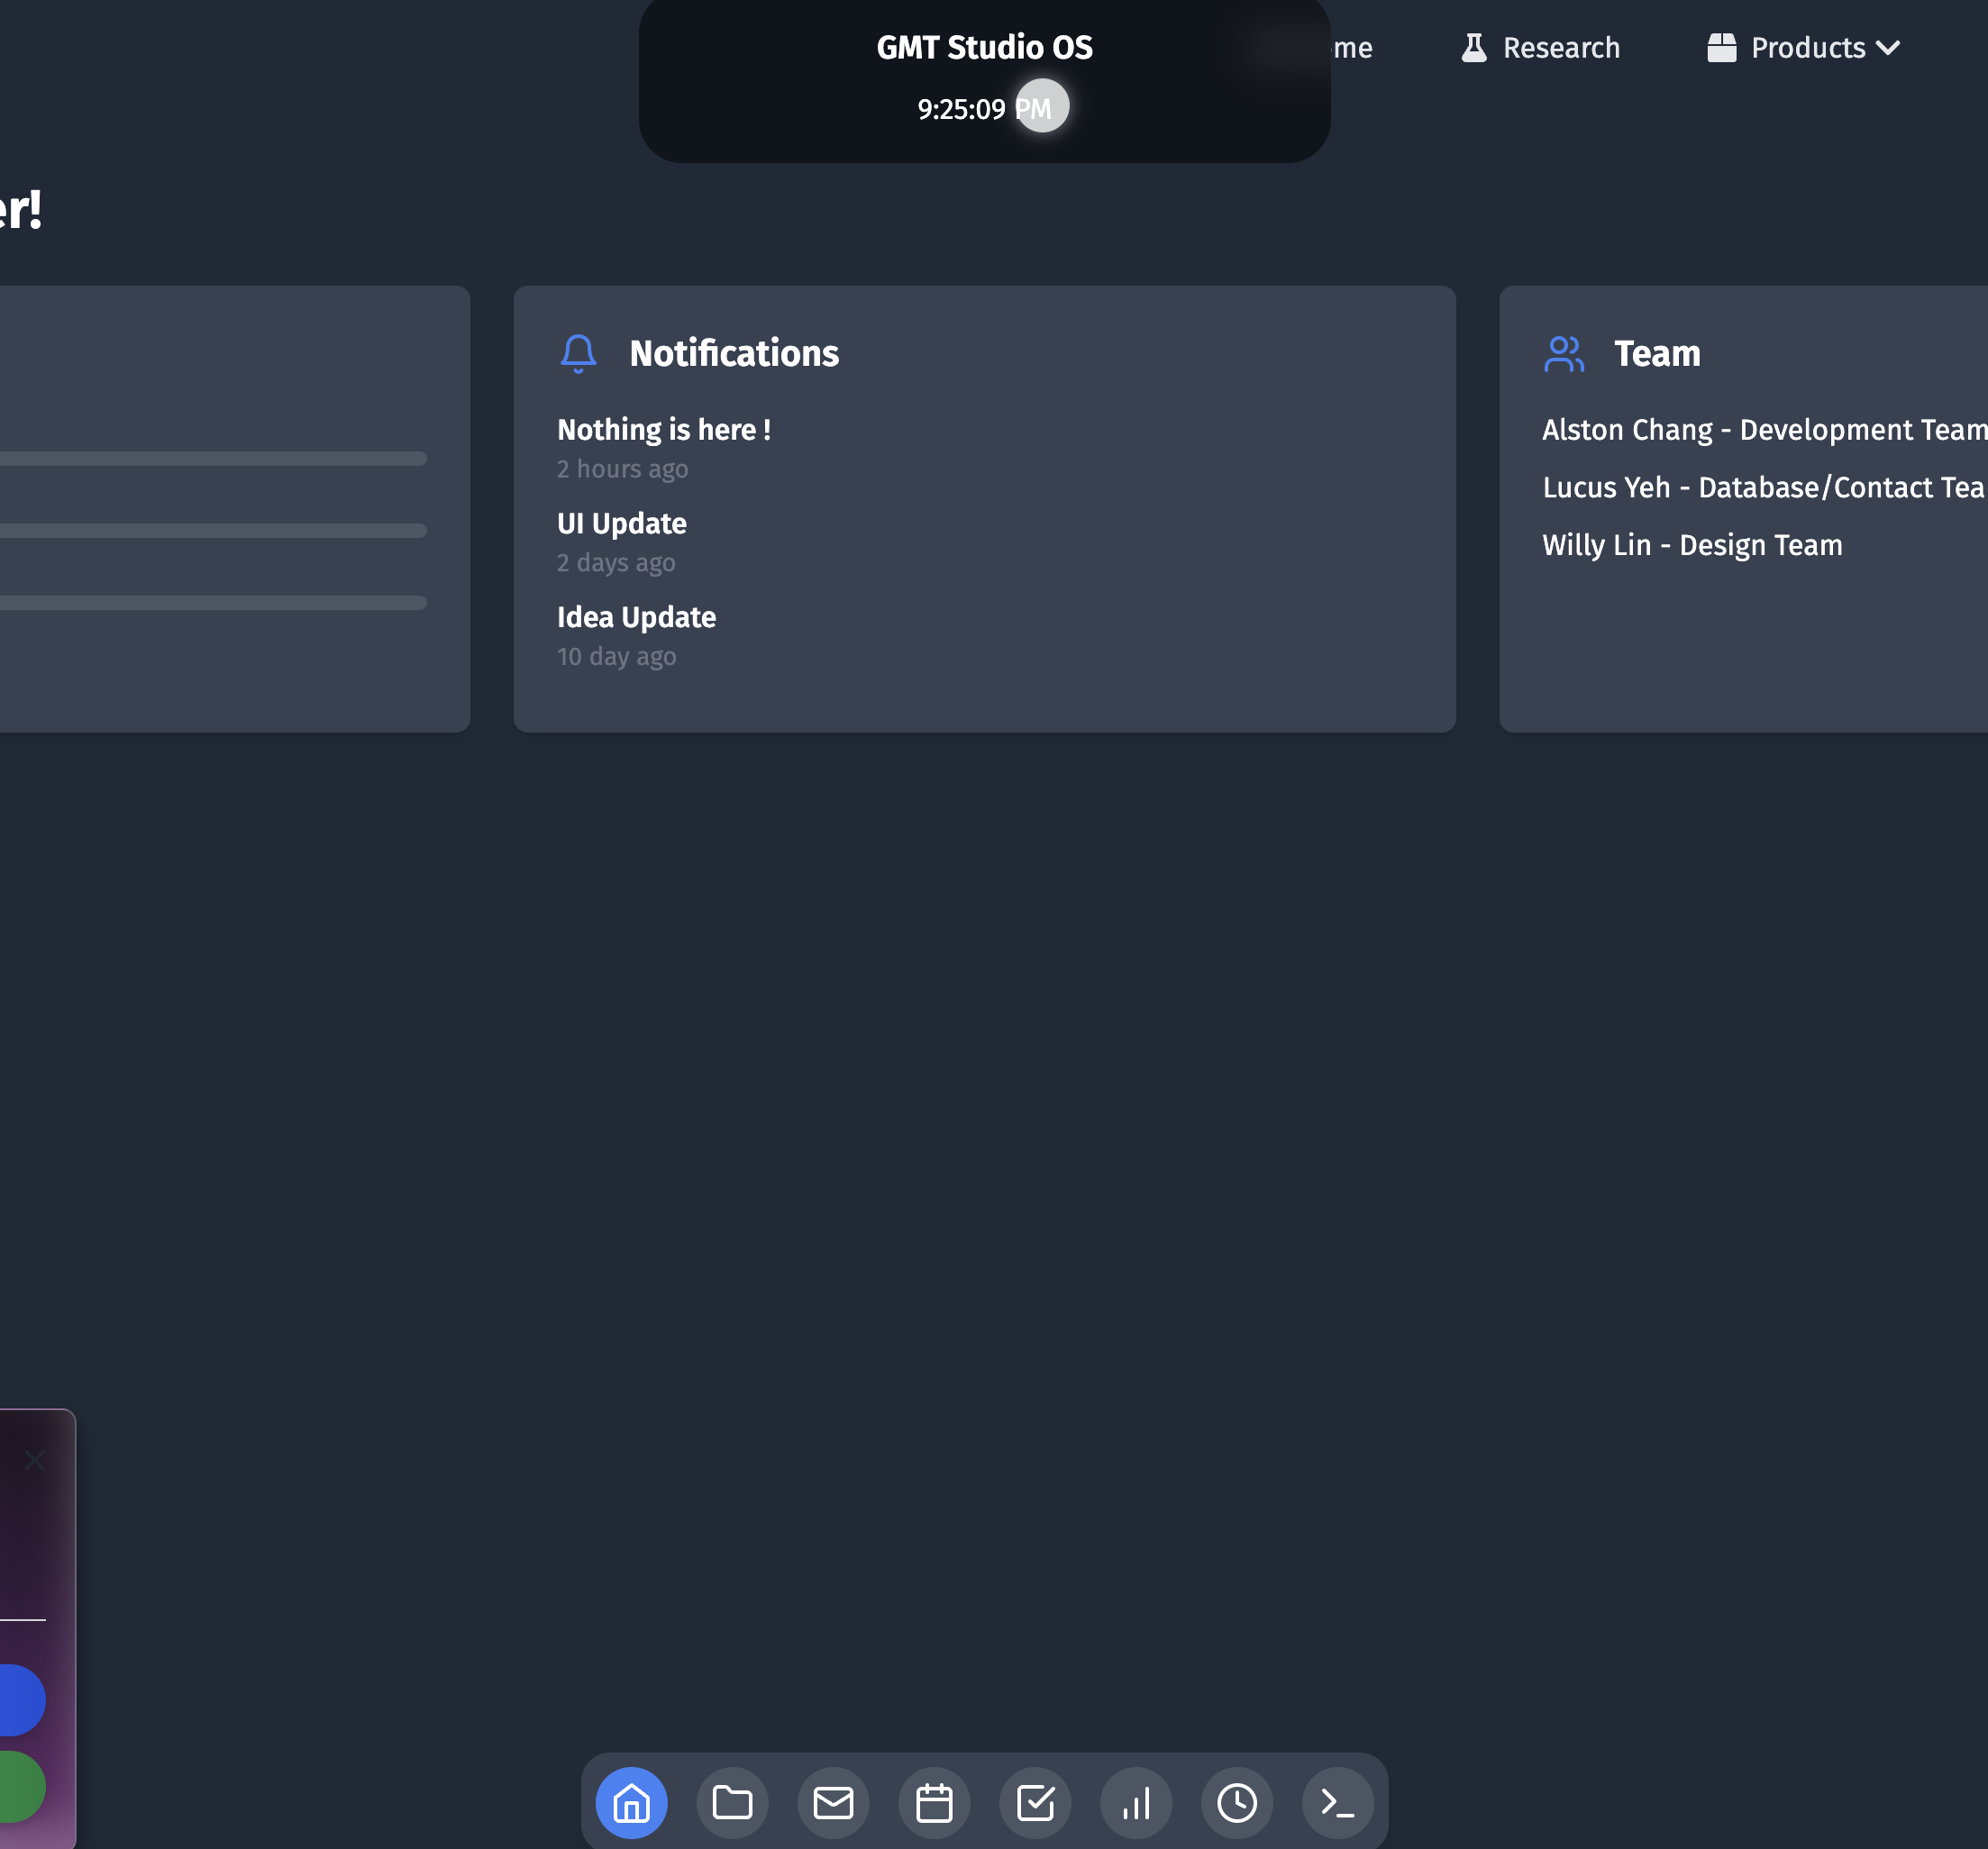 GMT Studio OS
me
Research
Products
9:25:09 PM
er!
Notifications
Nothing is here !
2 hours ago
UI Update
2 days ago
Idea Update
10 day ago
Team
Alston Chang - Development Team
Lucus Yeh - Database/Contact Tea
Willy Lin - Design Team